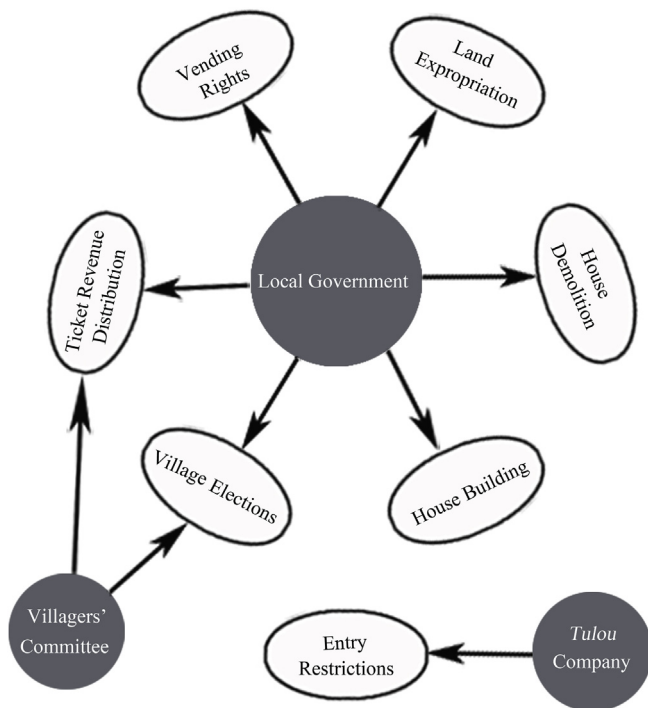 Vending
Rights
Land
Expropriation
Ticket Revenue
Distribution
Local Government
House
Demolition
Village Elections
House Building
Villagers’
Committee
Entry
Restrictions
Tulou
Company